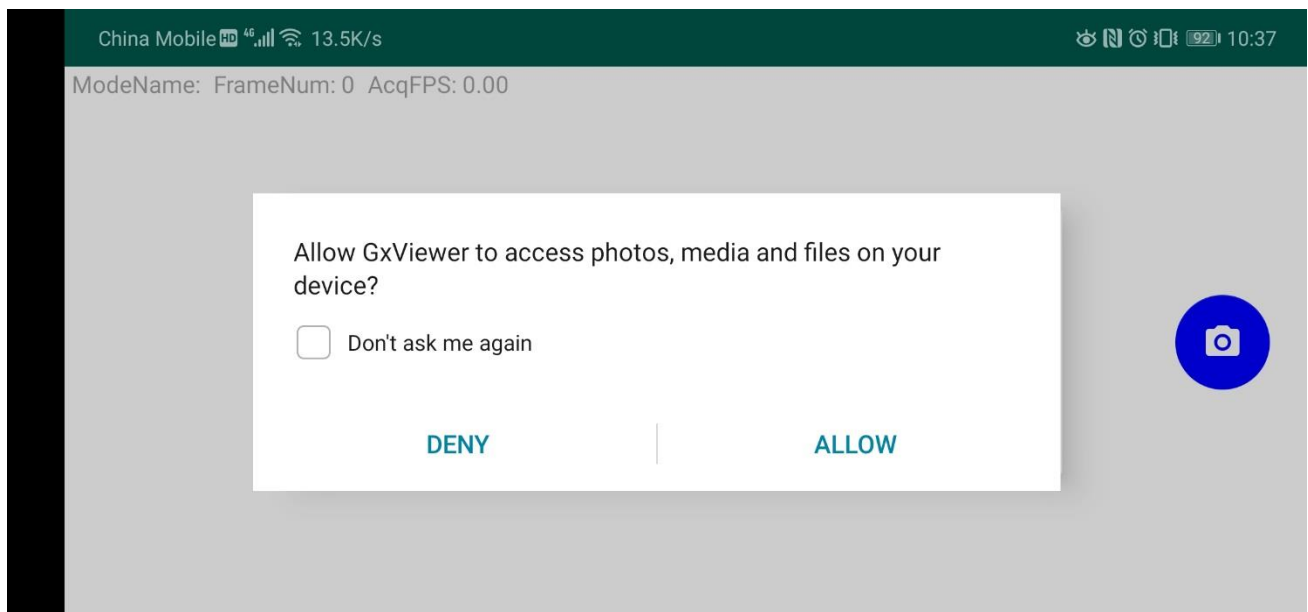 China Mobile HD 4G 13.5K/s 92 10:37
ModeName: FrameNum: 0 AcqFPS: 0.00
Allow GxViewer to access photos, media and files on your
device?
Don't ask me again
DENY ALLOW